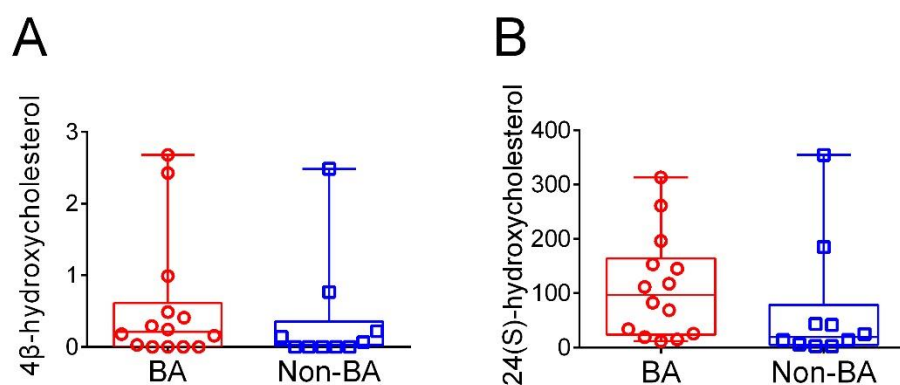 A
4β-hydroxycholesterol
3
2
1
0
BA
Non-BA
B
24(S)-hydroxycholesterol
400
300
200
100
0
BA
Non-BA